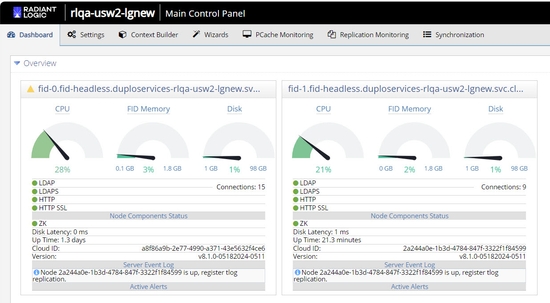 RADIANT
LOGIC
rlqa-usw2-lgnew
Main Control Panel
Dashboard
Settings
Context Builder
Wizards
PCache Monitoring
Replication Monitoring
Synchronization
Overview
fid-0.fid-headless.duploservices-rlqa-usw2-lgnew.sv...
CPU
FID Memory
Disk
28%
0.1 GB
3%
1.8 GB
1 GB
1%
98 GB
LDAP
LDAPS
HTTP
HTTP SSL
Connections: 15
Node Components Status
ZK
Disk Latency: 0 ms
Up Time: 1.3 days
Cloud ID: a8f86a9b-2e77-4990-a371-43e5632f4ce6
Version: v8.1.0-05182024-0511
Server Event Log
Node 2a244a0e-1b3d-4784-847f-3322f1f84599 is up, register tlog
replication.
Active Alerts
fid-1.fid-headless.duploservices-rlqa-usw2-lgnew.svc.cl...
CPU
FID Memory
Disk
21%
0 GB
2%
1.8 GB
1 GB
1%
98 GB
LDAP
LDAPS
HTTP
HTTP SSL
Connections: 9
Node Components Status
ZK
Disk Latency: 1 ms
Up Time: 21.3 minutes
Cloud ID: 2a244a0e-1b3d-4784-847f-3322f1f84599
Version: v8.1.0-05182024-0511
Server Event Log
Node 2a244a0e-1b3d-4784-847f-3322f1f84599 is up, register tlog
replication.
Active Alerts